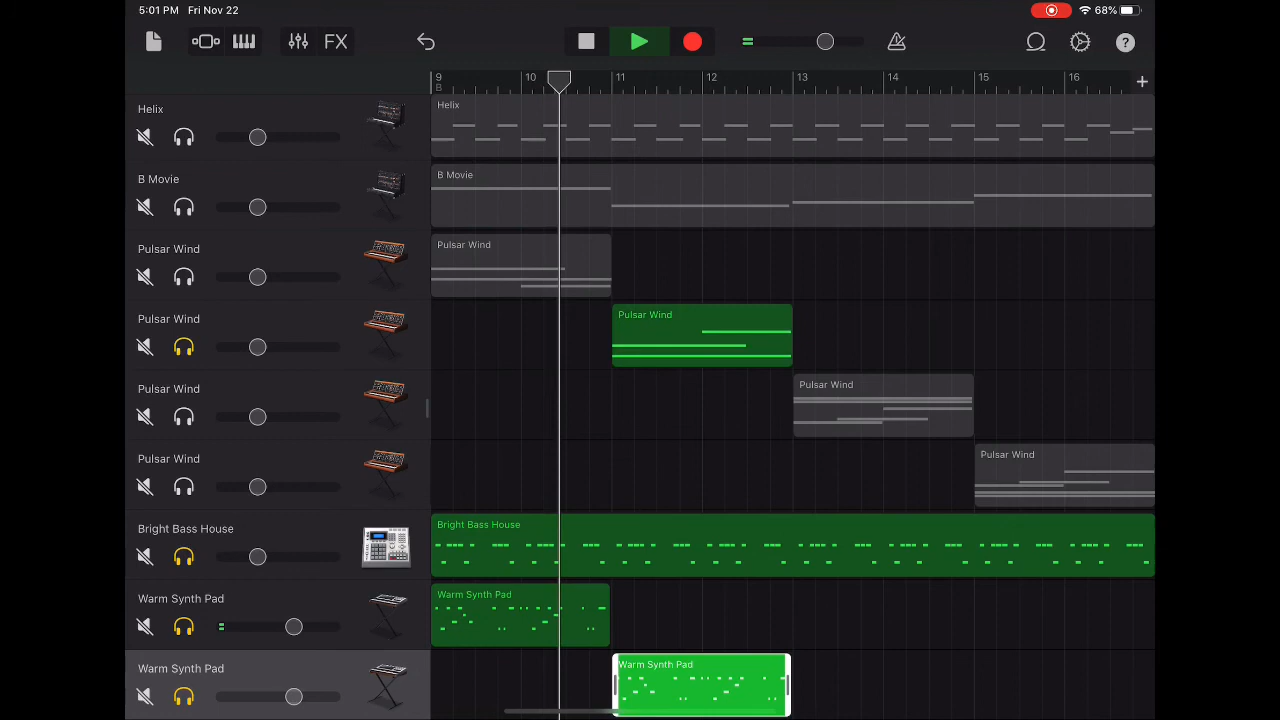 5:01 PM Fri Nov 22
68%
FX
?
9 10 11 12 13 14 15 16 +
B
Helix
Helix
B Movie
B Movie
Pulsar Wind
Pulsar Wind
Pulsar Wind
Pulsar Wind
Pulsar Wind
Pulsar Wind
Pulsar Wind
Pulsar Wind
Bright Bass House
Bright Bass House
Warm Synth Pad
Warm Synth Pad
Warm Synth Pad
Warm Synth Pad